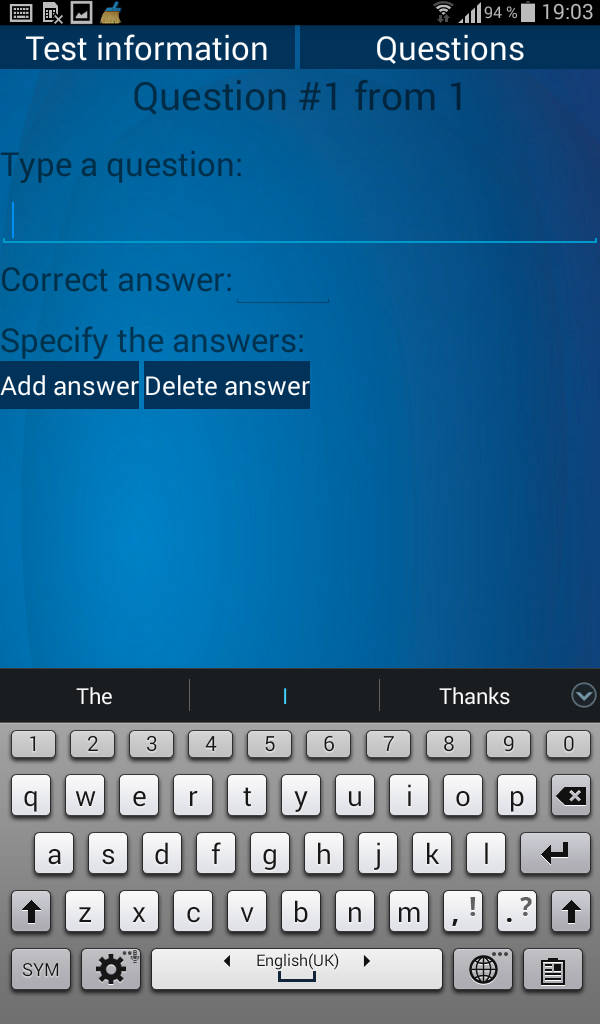 94 % 19:03
Test information Questions
Question #1 from 1
Type a question:
Correct answer:
Specify the answers:
Add answer Delete answer
The I Thanks
1 2 3 4 5 6 7 8 9 0
q w e r t y u i o p
a s d f g h j k l
z x c v b n m , ! . ?
SYM English(UK)